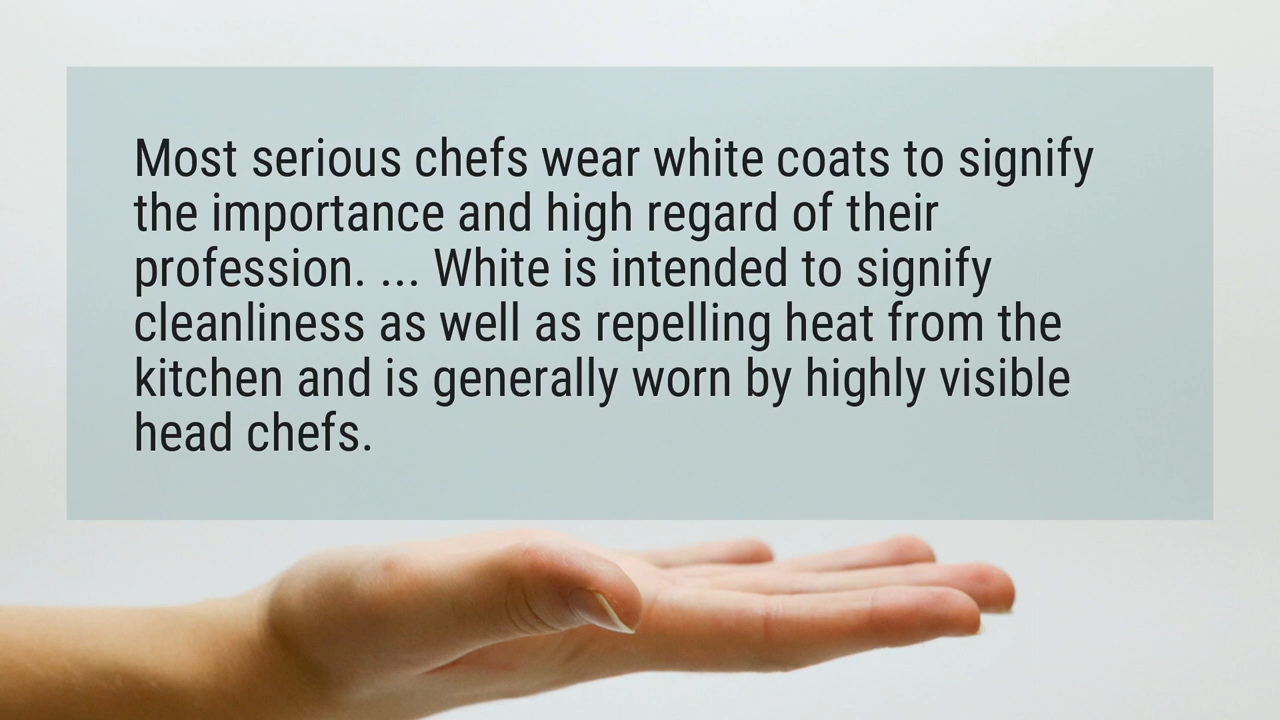 Most serious chefs wear white coats to signify
the importance and high regard of their
profession. ... White is intended to signify
cleanliness as well as repelling heat from the
kitchen and is generally worn by highly visible
head chefs.